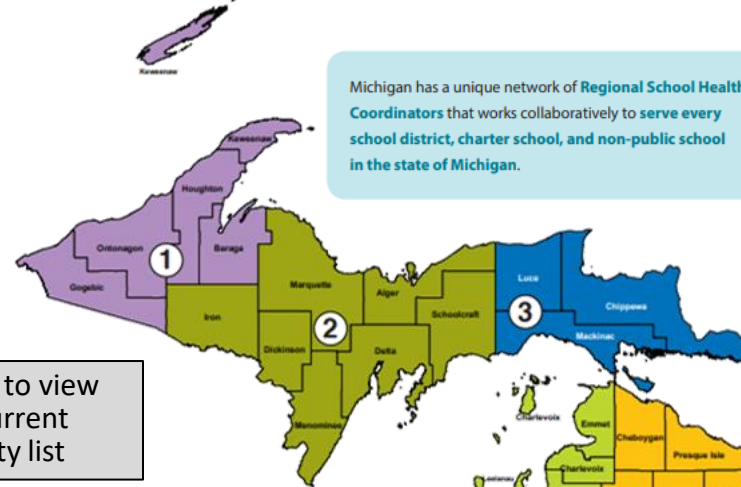 Keweenaw
Michigan has a unique network of Regional School Health
Coordinators that works collaboratively to serve every
school district, charter school, and non-public school
in the state of Michigan.
Keweenaw
Houghton
Ontonagon
1
Baraga
Gogebic
Iron
Marquette
Alger
Luce
Chippewa
2
Schoolcraft
3
Mackinac
Dickinson
Delta
Menominee
to view
urrent
ty list
Charlevoix
Emmet
Cheboygan
Presque Isle
Charlevoix
Leelanau